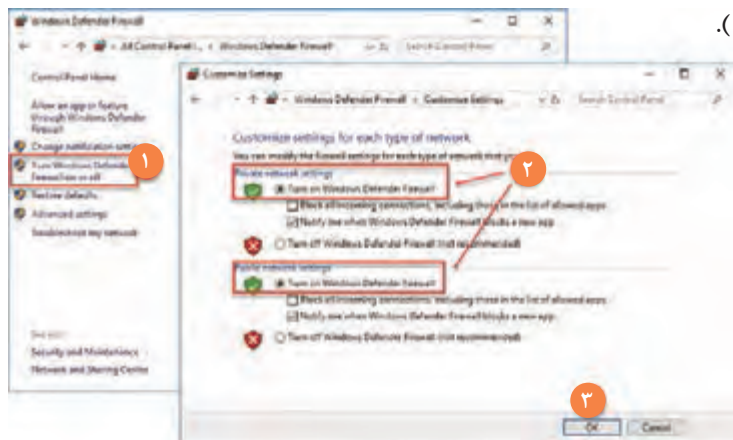 .(
Windows Defender Firewall
All Control Panel I... Windows Defender Firewall
Search Control Panel
Control Panel Home
Allow an app or feature
through Windows Defender
Firewall
Change notification settings
Turn Windows Defender
Firewall on or off
Restore defaults
Advanced settings
Troubleshoot my network
See also
Security and Maintenance
Network and Sharing Center
١
Customize Settings
Windows Defender Firewall Customize Settings
Search Control Panel
Customize settings for each type of network
You can modify the firewall settings for each type of network that you
Private network settings
Turn on Windows Defender Firewall
Block all incoming connections, including those in the list of allowed apps
Notify me when Windows Defender Firewall blocks a new app
Turn off Windows Defender Firewall (not recommended)
٢
Public network settings
Turn on Windows Defender Firewall
Block all incoming connections, including those in the list of allowed apps
Notify me when Windows Defender Firewall blocks a new app
Turn off Windows Defender Firewall (not recommended)
٣
OK Cancel